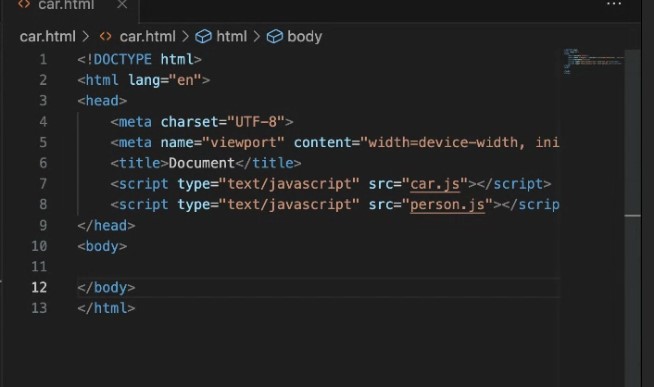 car.html
car.html > car.html > html > body
1 <!DOCTYPE html>
2 <html lang="en">
3 <head>
4 <meta charset="UTF-8">
5 <meta name="viewport" content="width=device-width, ini
6 <title>Document</title>
7 <script type="text/javascript" src="car.js"></script>
8 <script type="text/javascript" src="person.js"></scrip
9 </head>
10 <body>
11
12 </body>
13 </html>